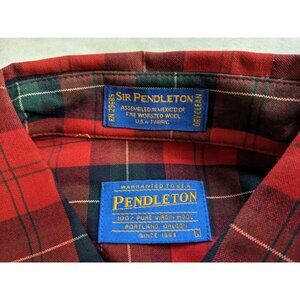 SIR PENDLETON
ASSEMBLED IN MEXICO OF
FINE WORSTED WOOL
U.S.A. FABRIC
RN 29685
DRY CLEAN
WARRANTED TO BE A
PENDLETON
100% PURE VIRGIN WOOL
PORTLAND, OREGON
SINCE 1863